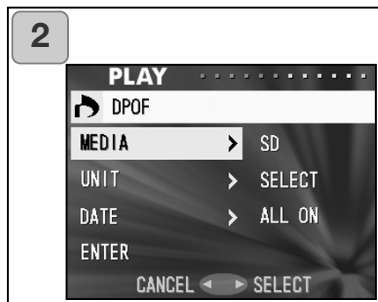 2
PLAY
DPOF
MEDIA > SD
UNIT > SELECT
DATE > ALL ON
ENTER
CANCEL SELECT